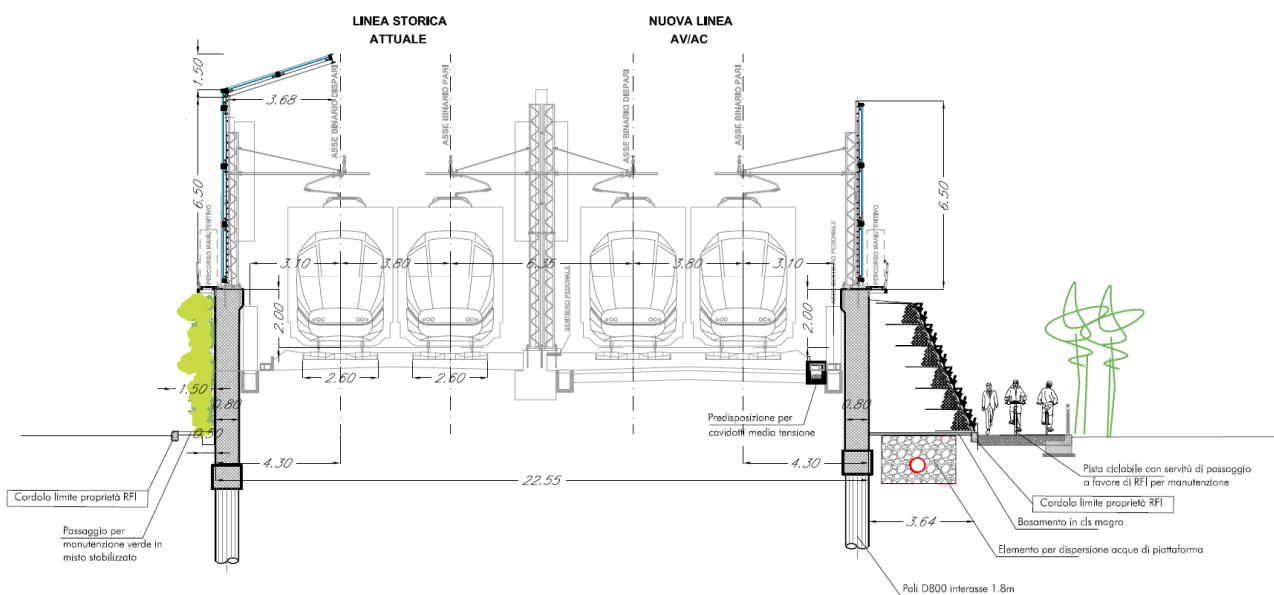 LINEA STORICA
ATTUALE
NUOVA LINEA
AV/AC
1.50
3.68
ASSE BINARIO DISPARI
ASSE BINARIO PARI
ASSE BINARIO DISPARI
ASSE BINARIO PARI
6.50
6.50
PERCORSO MANUTENTIVO
PERCORSO MANUTENTIVO
3.10
3.80
6.35
3.80
3.10
ASSE SENTIERO PEDONALE
SENTIERO PEDONALE
2.00
2.00
2.60
2.60
1.50
0.80
0.80
0.50
Predisposizione per
cavidotti media tensione
4.30
4.30
22.55
3.64
Cordolo limite proprietà RFI
Passaggio per
manutenzione verde in
misto stabilizzato
Pista ciclabile con servitù di passaggio
a favore di RFI per manutenzione
Cordolo limite proprietà RFI
Basamento in cls magro
Elemento per dispersione acque di piattaforma
Pali D800 interasse 1.8m